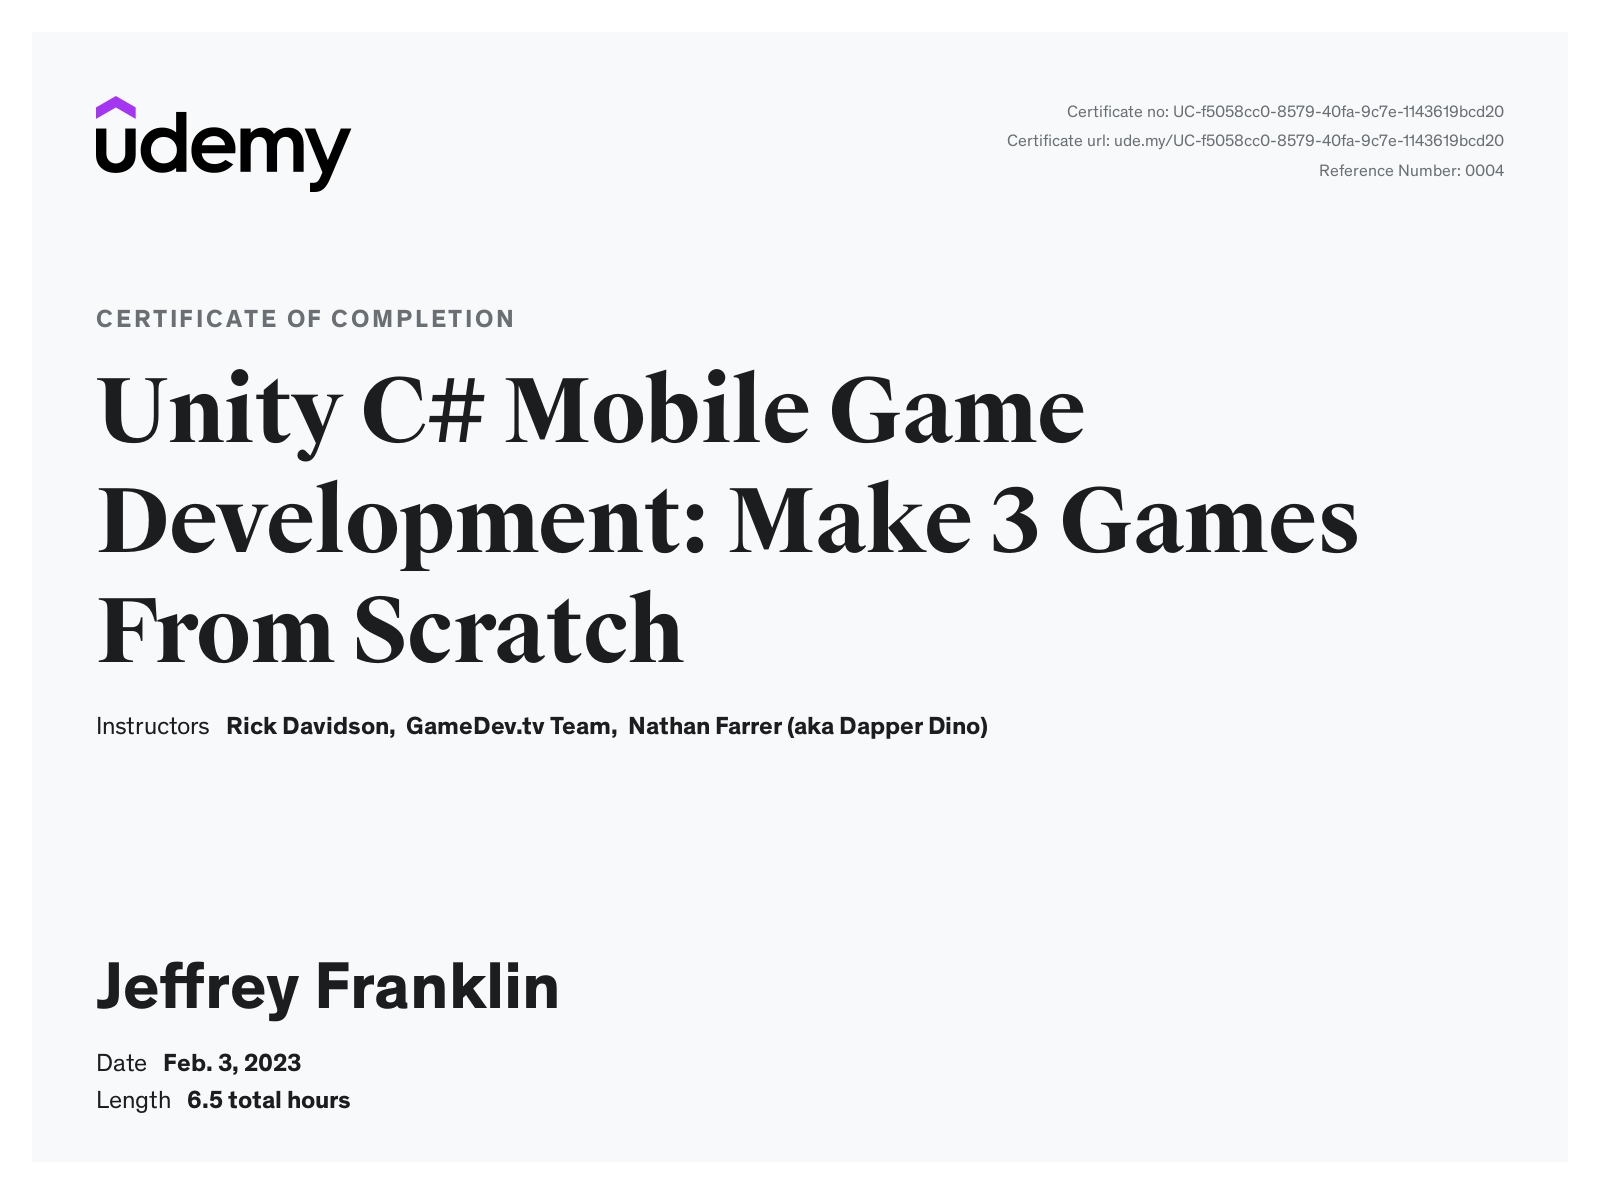 udemy
Certificate no: UC-f5058cc0-8579-40fa-9c7e-1143619bcd20
Certificate url: ude.my/UC-f5058cc0-8579-40fa-9c7e-1143619bcd20
Reference Number: 0004
CERTIFICATE OF COMPLETION
Unity C# Mobile Game
Development: Make 3 Games
From Scratch
Instructors Rick Davidson, GameDev.tv Team, Nathan Farrer (aka Dapper Dino)
Jeffrey Franklin
Date Feb. 3, 2023
Length 6.5 total hours